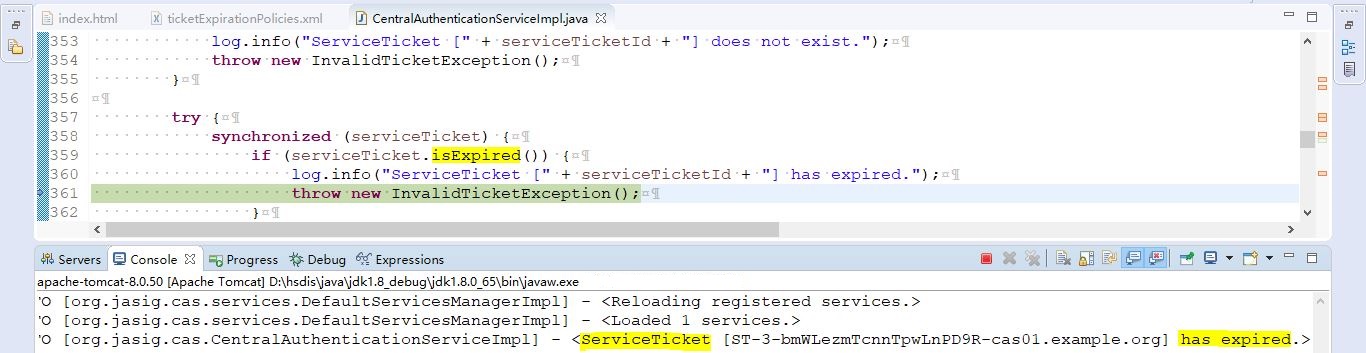 index.html ticketExpirationPolicies.xml CentralAuthenticationServiceImpl.java
353 log.info("ServiceTicket [" + serviceTicketId + "] does not exist.");
354 throw new InvalidTicketException();
355 }
356
357 try {
358 synchronized (serviceTicket) {
359 if (serviceTicket.isExpired()) {
360 log.info("ServiceTicket [" + serviceTicketId + "] has expired.");
361 throw new InvalidTicketException();
362 }
Servers Console Progress Debug Expressions
apache-tomcat-8.0.50 [Apache Tomcat] D:\hsdis\java\jdk1.8_debug\jdk1.8.0_65\bin\javaw.exe
'O [org.jasig.cas.services.DefaultServicesManagerImpl] - <Reloading registered services.>
'O [org.jasig.cas.services.DefaultServicesManagerImpl] - <Loaded 1 services.>
'O [org.jasig.cas.CentralAuthenticationServiceImpl] - <ServiceTicket [ST-3-bmWLezmTcnnTpwLnPD9R-cas01.example.org] has expired.>